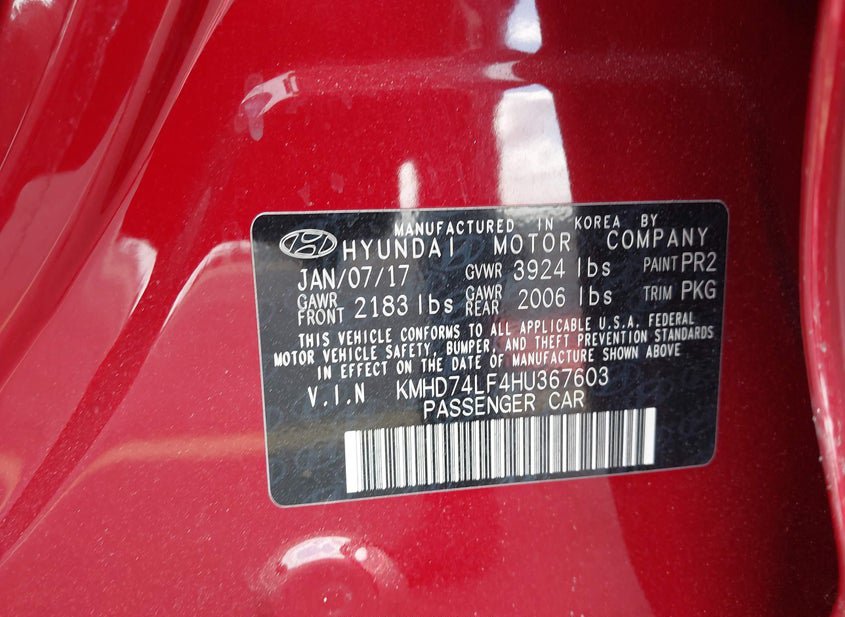 MANUFACTURED IN KOREA BY
HYUNDAI MOTOR COMPANY
JAN/07/17 GVWR 3924 lbs PAINT PR2
GAWR FRONT 2183 lbs GAWR REAR 2006 lbs TRIM PKG
THIS VEHICLE CONFORMS TO ALL APPLICABLE U.S.A. FEDERAL
MOTOR VEHICLE SAFETY, BUMPER, AND THEFT PREVENTION STANDARDS
IN EFFECT ON THE DATE OF MANUFACTURE SHOWN ABOVE
V.I.N KMHD74LF4HU367603
PASSENGER CAR